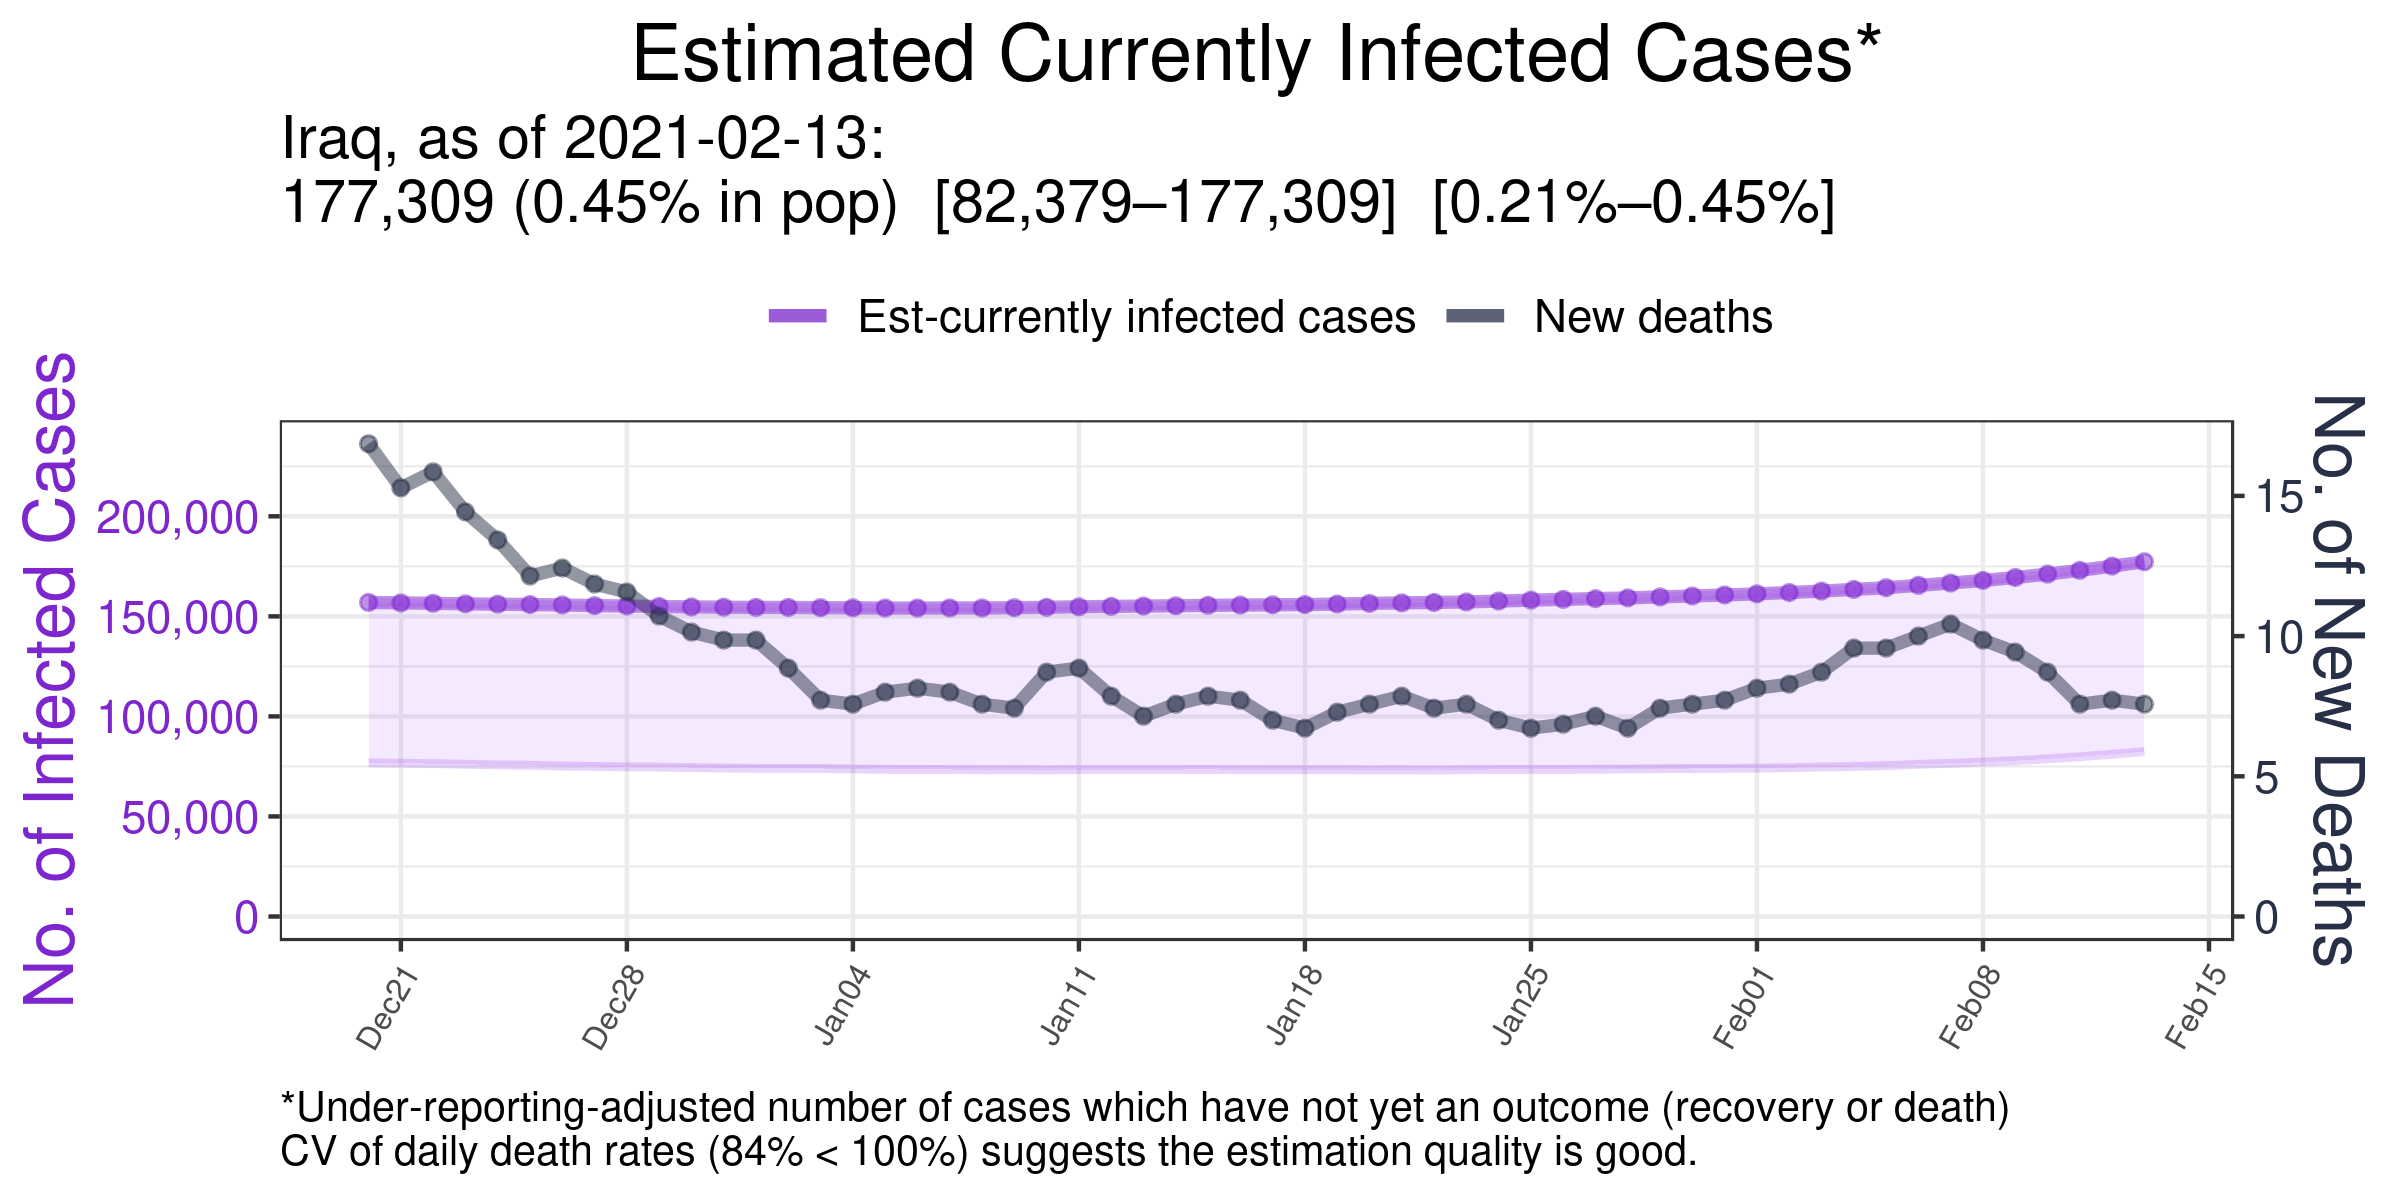 Estimated Currently Infected Cases*
Iraq, as of 2021-02-13:
177,309 (0.45% in pop) [82,379–177,309] [0.21%–0.45%]
Est-currently infected cases
New deaths
No. of Infected Cases
200,000
150,000
100,000
50,000
0
15
10
5
0
No. of New Deaths
Dec21
Dec28
Jan04
Jan11
Jan18
Jan25
Feb01
Feb08
Feb15
*Under-reporting-adjusted number of cases which have not yet an outcome (recovery or death)
CV of daily death rates (84% < 100%) suggests the estimation quality is good.